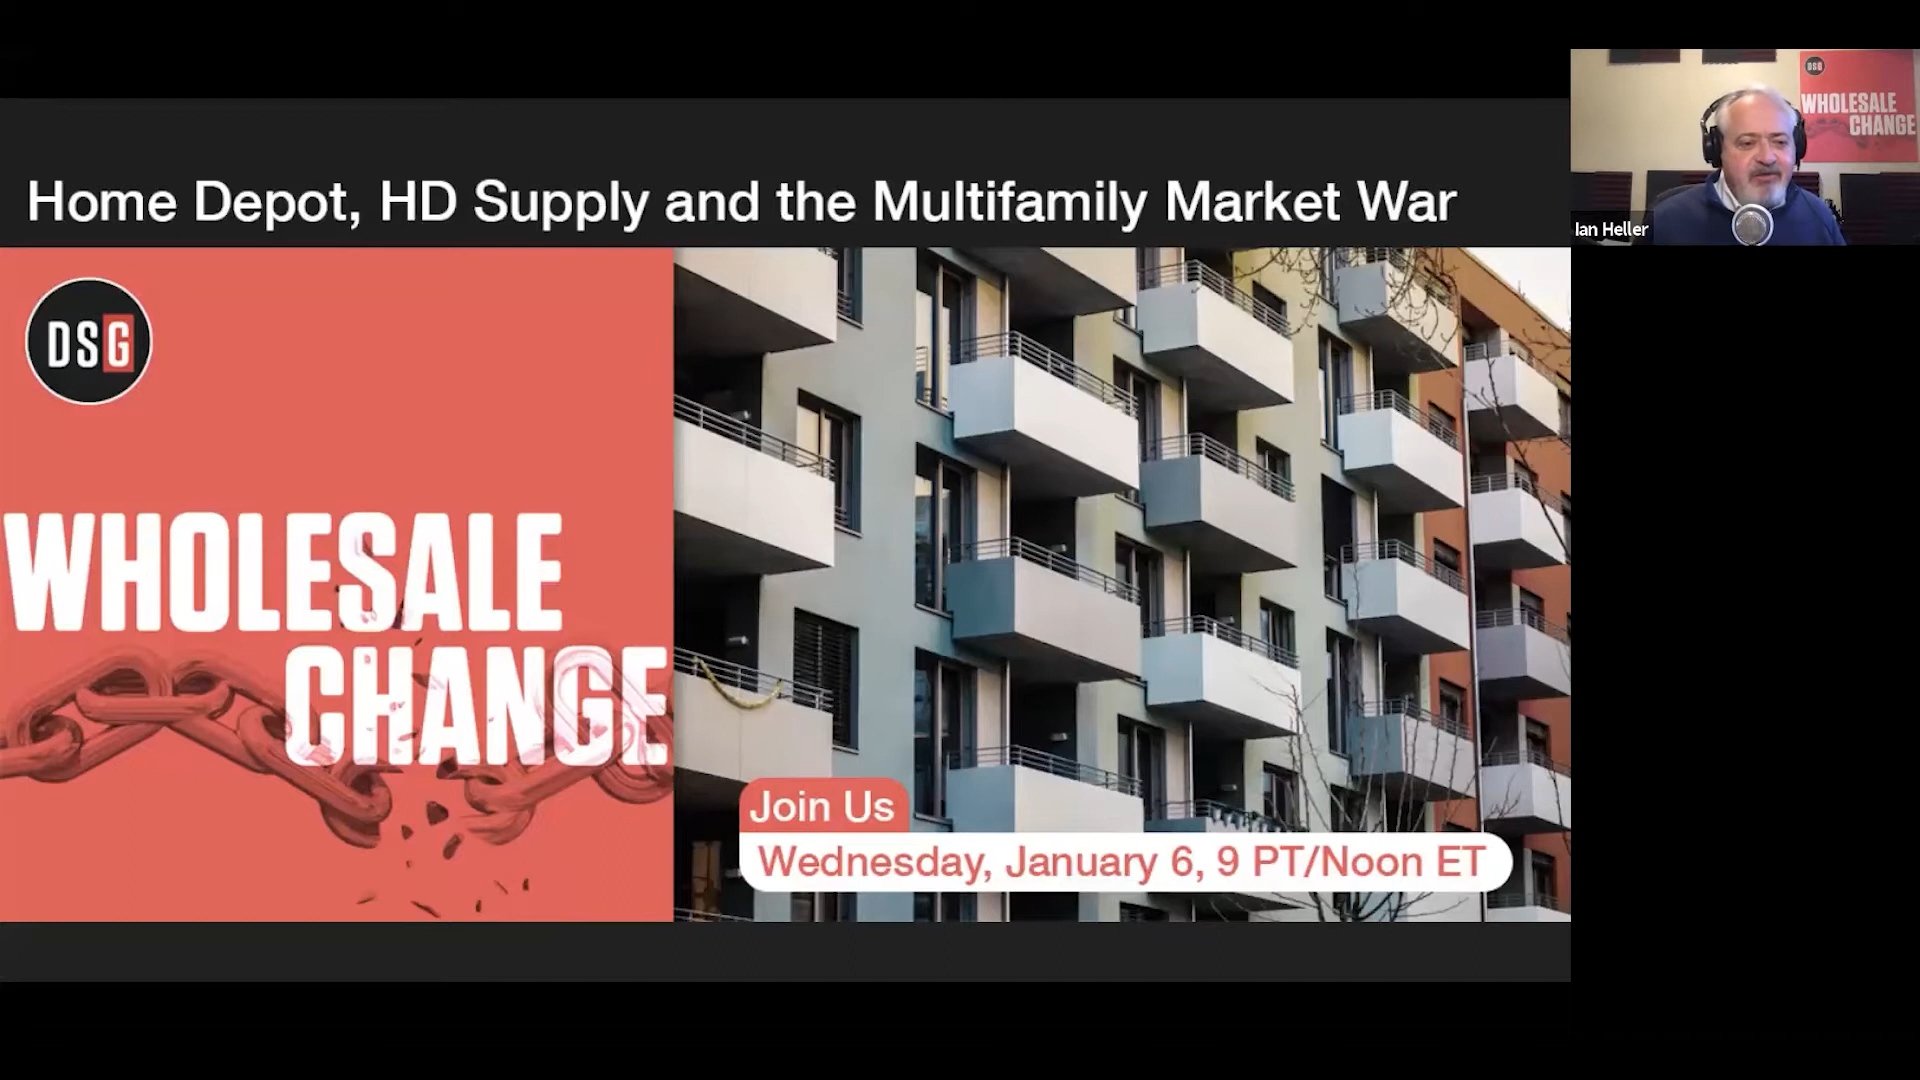 Home Depot, HD Supply and the Multifamily Market War
DSG
WHOLESALE
CHANGE
Join Us
Wednesday, January 6, 9 PT/Noon ET
DSG
WHOLESALE
CHANGE
Ian Heller